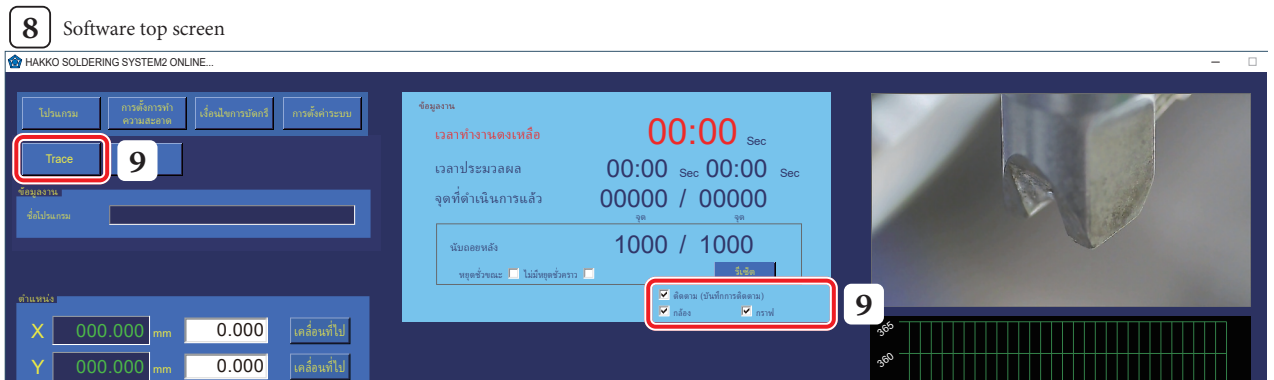 8 Software top screen
HAKKO SOLDERING SYSTEM2 ONLINE...
โปรแกรม
การตั้งการทำ
ความสะอาด
เงื่อนไขการบัดกรี
การตั้งค่าระบบ
Trace
9
ข้อมูลงาน
ชื่อโปรแกรม
ตำแหน่ง
X 000.000 mm 0.000 เคลื่อนที่ไป
Y 000.000 mm 0.000 เคลื่อนที่ไป
ข้อมูลงาน
เวลาทำงานคงเหลือ 00:00 Sec
เวลาประมวลผล 00:00 Sec 00:00 Sec
จุดที่ดำเนินการแล้ว 00000 / 00000
จุด จุด
นับถอยหลัง 1000 / 1000
หยุดชั่วขณะ ไม่มีหยุดชั่วคราว รีเซ็ต
ติดตาม (บันทึกการติดตาม)
กล้อง กราฟ
9
365
360